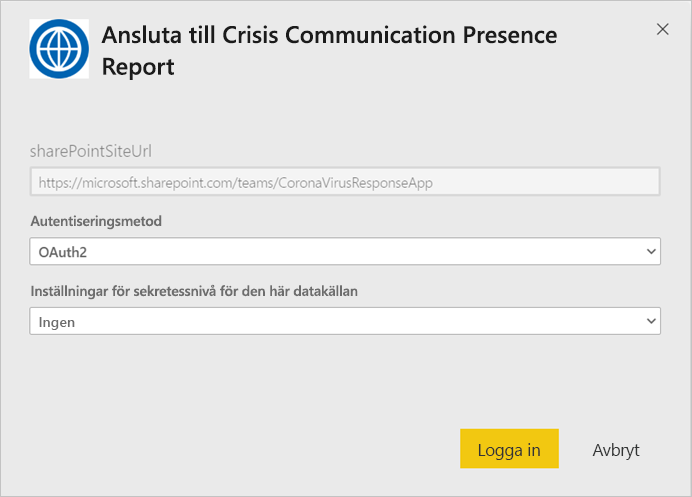 Ansluta till Crisis Communication Presence
Report
sharePointSiteUrl
https://microsoft.sharepoint.com/teams/CoronaVirusResponseApp
Autentiseringsmetod
OAuth2
Inställningar för sekretessnivå för den här datakällan
Ingen
Logga in
Avbryt